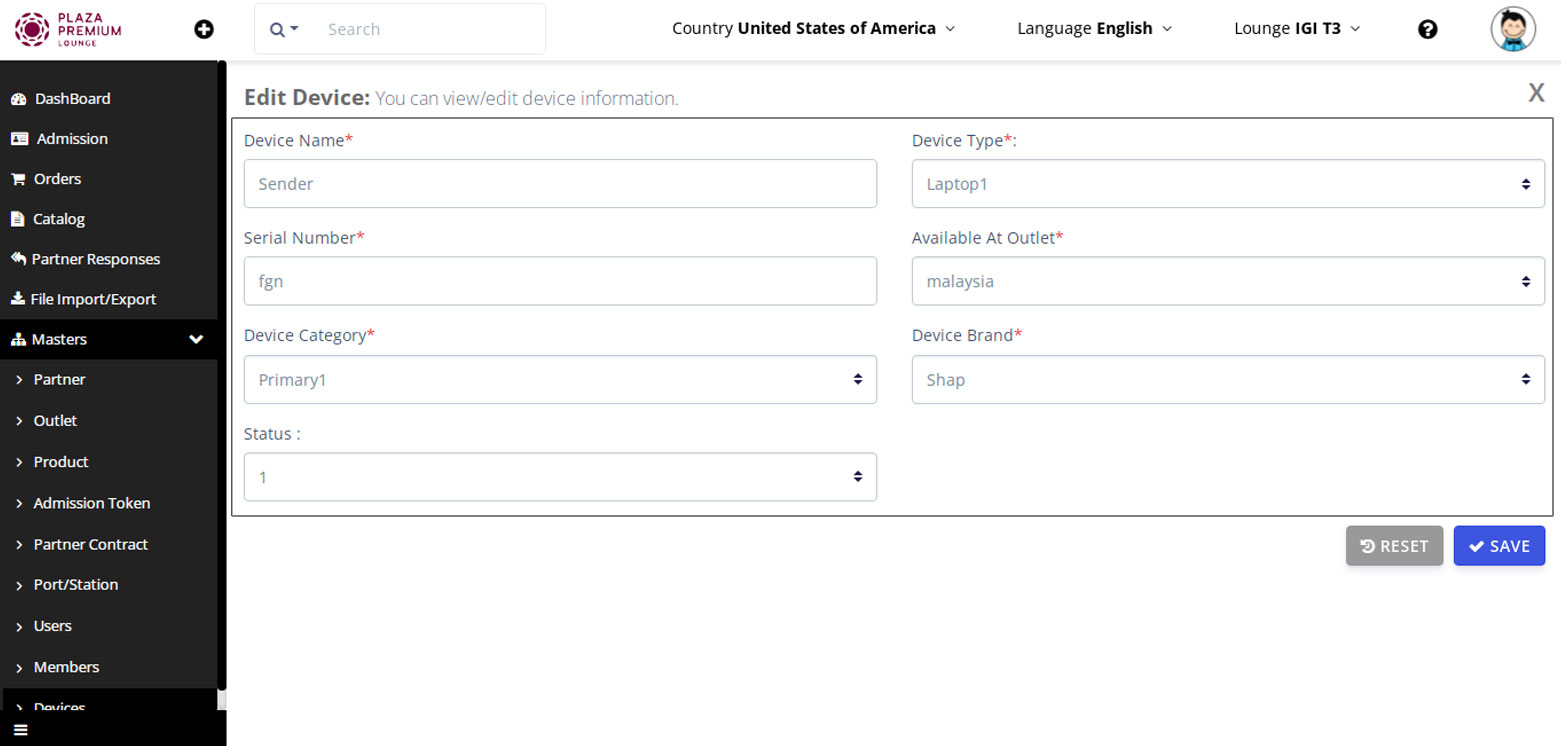 PLAZA
PREMIUM
LOUNGE
Search
Country United States of America
Language English
Lounge IGI T3
DashBoard
Admission
Orders
Catalog
Partner Responses
File Import/Export
Masters
Partner
Outlet
Product
Admission Token
Partner Contract
Port/Station
Users
Members
Devices
Edit Device: You can view/edit device information.
X
Device Name*
Sender
Device Type*:
Laptop1
Serial Number*
fgn
Available At Outlet*
malaysia
Device Category*
Primary1
Device Brand*
Shap
Status :
1
RESET
SAVE